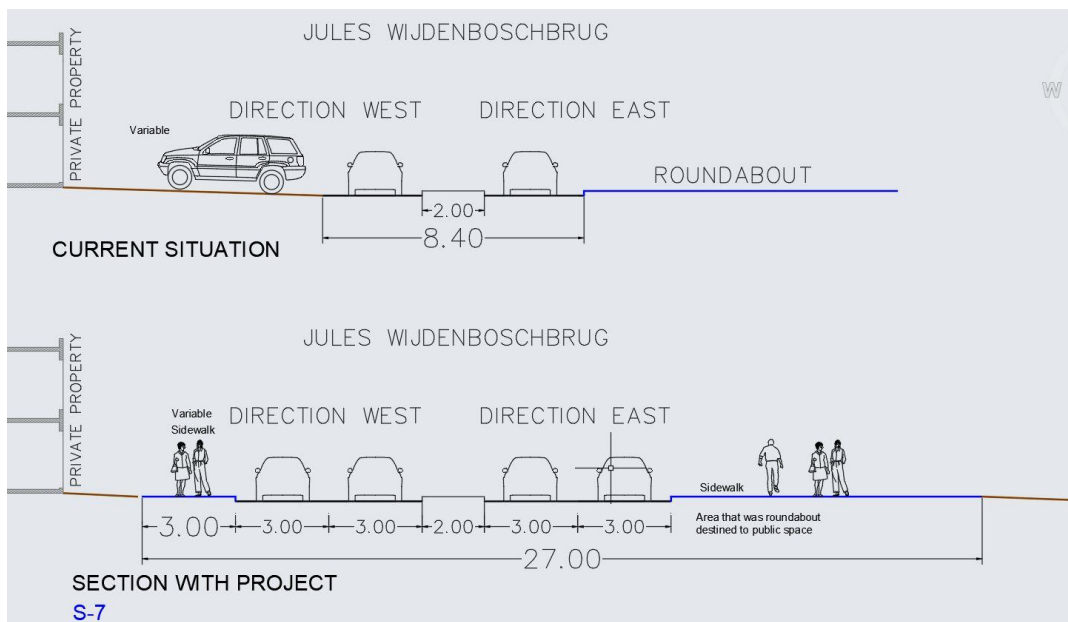 JULES WIJDENBOSCHBRUG
PRIVATE PROPERTY
DIRECTION WEST
DIRECTION EAST
Variable
W
ROUNDABOUT
2.00
8.40
CURRENT SITUATION
JULES WIJDENBOSCHBRUG
PRIVATE PROPERTY
Variable
Sidewalk
DIRECTION WEST
DIRECTION EAST
Sidewalk
3.00
3.00
3.00
2.00
3.00
3.00
Area that was roundabout
destined to public space
27.00
SECTION WITH PROJECT
S-7